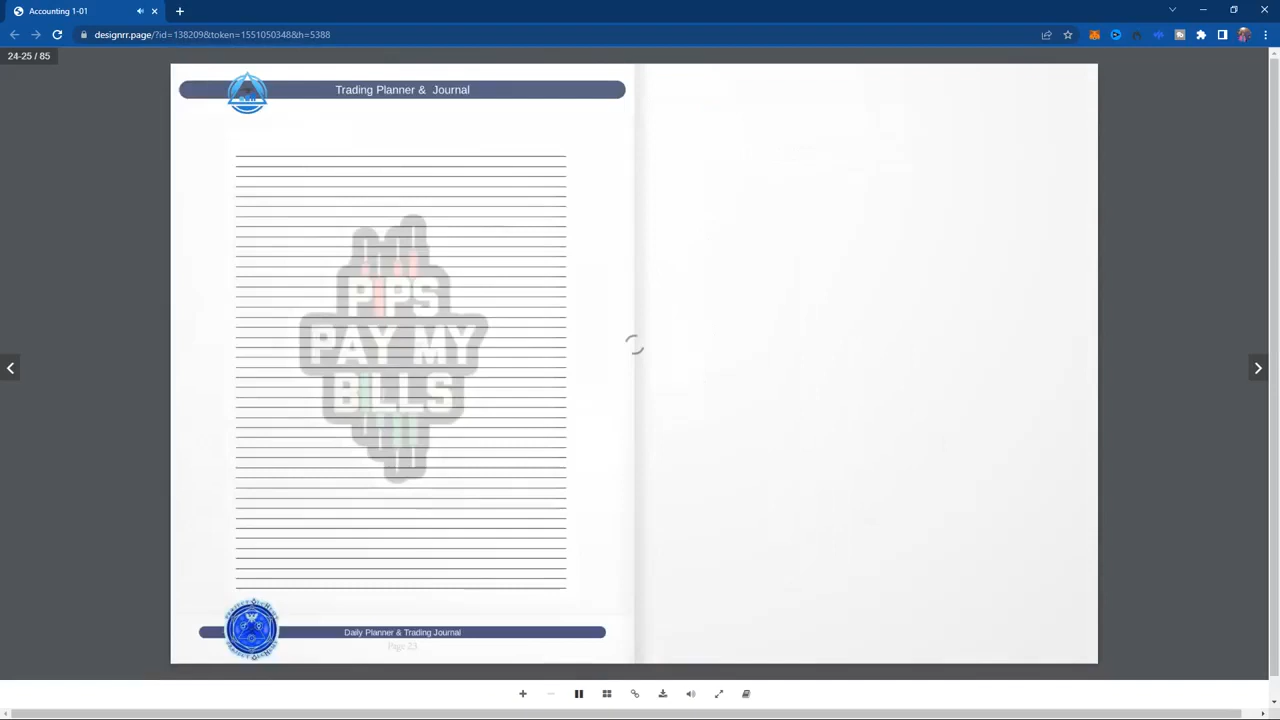 Accounting 1-01
designrr.page/?id=138209&token=1551050348&h=5388
24-25 / 85
Trading Planner & Journal
PIPS
PAY MY
BILLS
Daily Planner & Trading Journal
Page 23